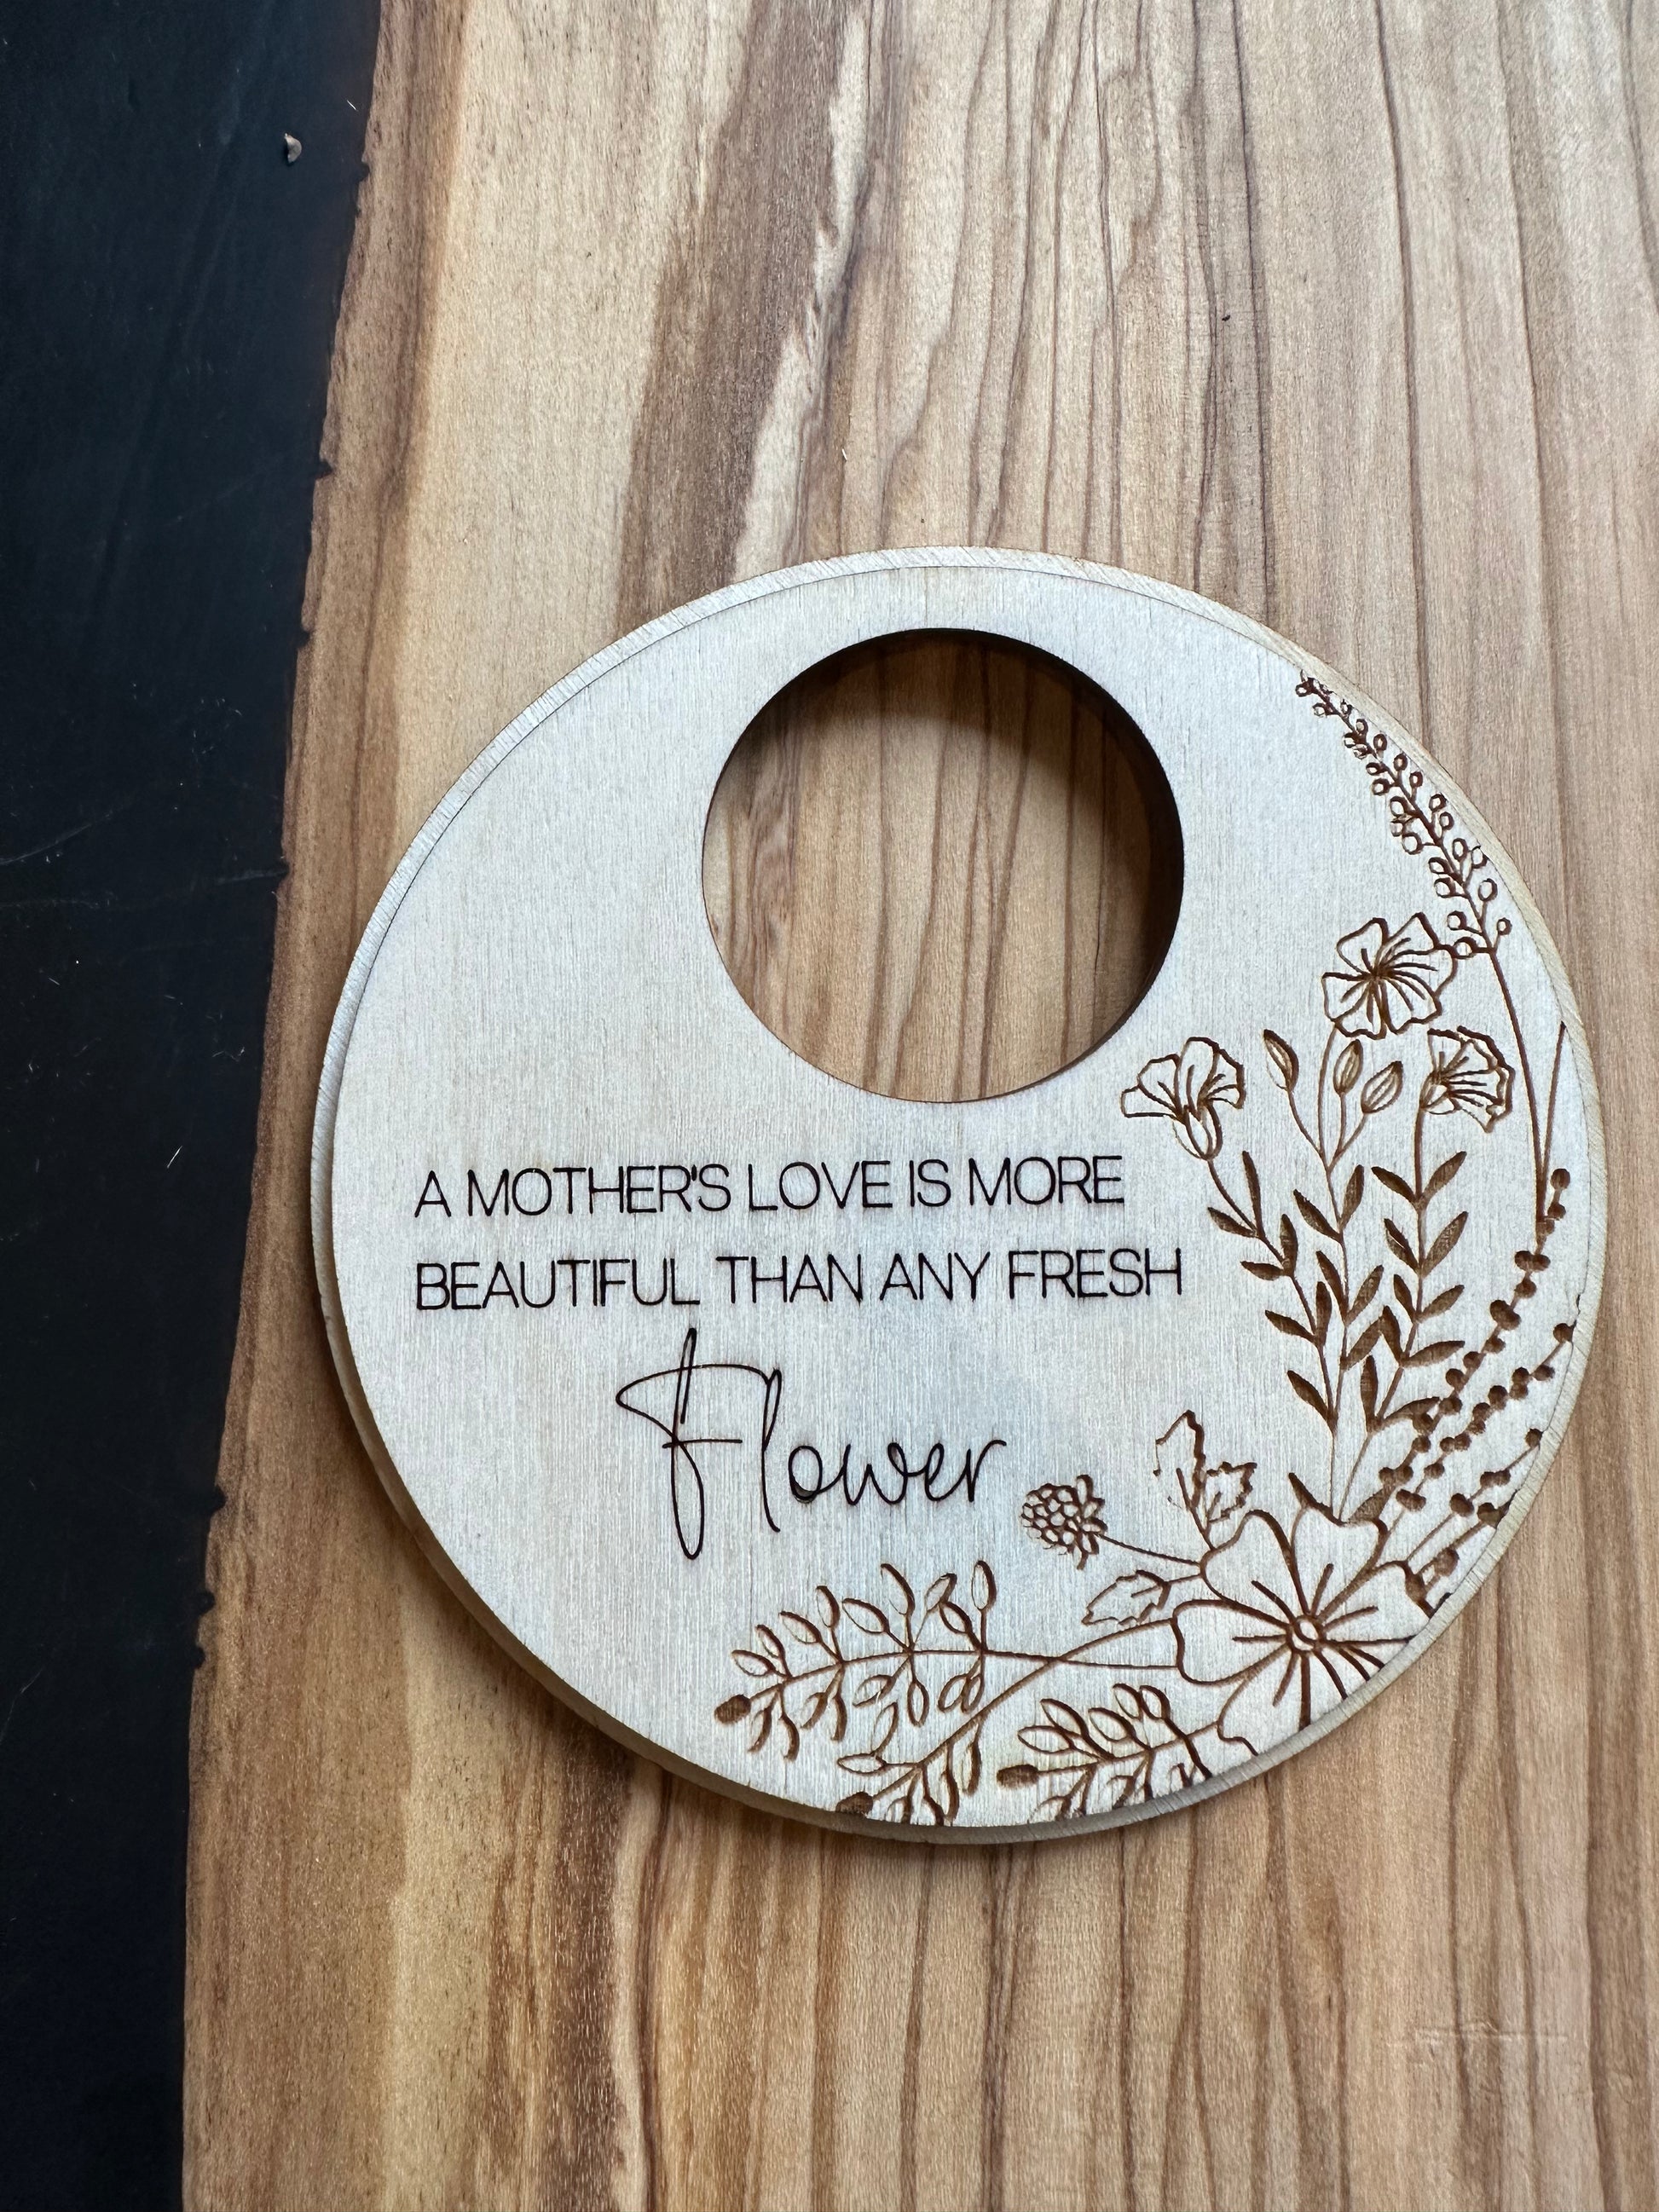 A MOTHER'S LOVE IS MORE
BEAUTIFUL THAN ANY FRESH
Flower